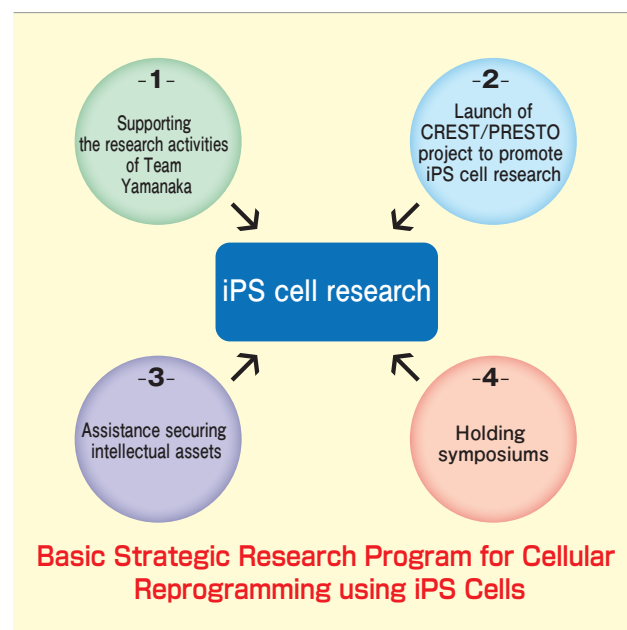 -1-
Supporting
the research activities
of Team
Yamanaka
-2-
Launch of
CREST/PRESTO
project to promote
iPS cell research
iPS cell research
-3-
Assistance securing
intellectual assets
-4-
Holding
symposiums
Basic Strategic Research Program for Cellular
Reprogramming using iPS Cells